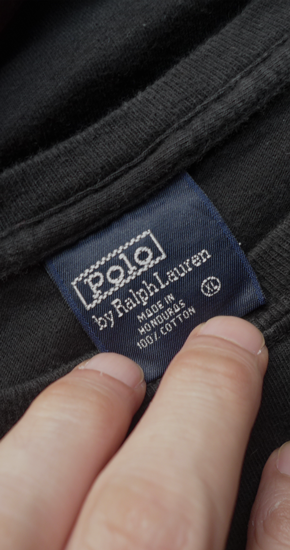 Polo
by Ralph Lauren
MADE IN
HONDURAS
100% COTTON
XL